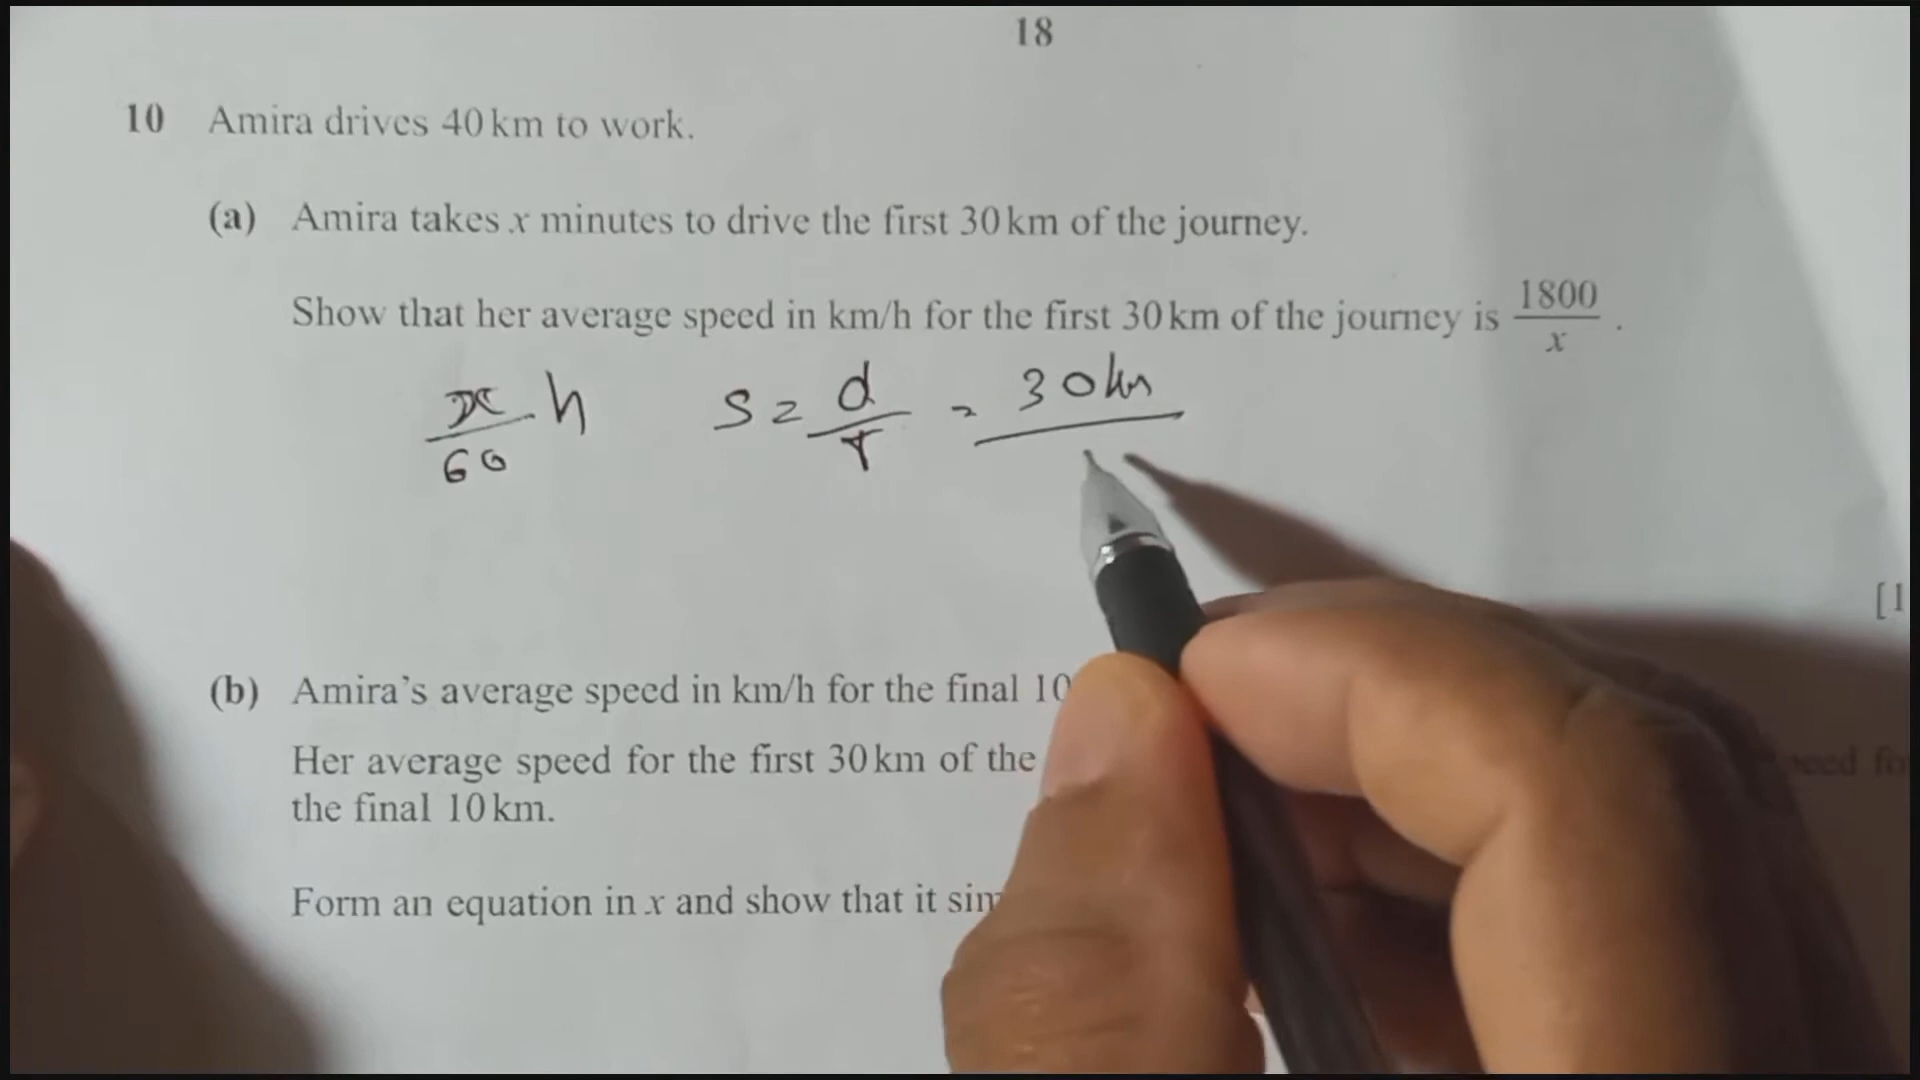 18
10 Amira drives 40 km to work.
(a) Amira takes x minutes to drive the first 30 km of the journey.
Show that her average speed in km/h for the first 30 km of the journey is 1800/x .
x/60 h S = d/T = 30 km
[1
(b) Amira's average speed in km/h for the final 10
Her average speed for the first 30 km of the
the final 10 km.
Form an equation in x and show that it